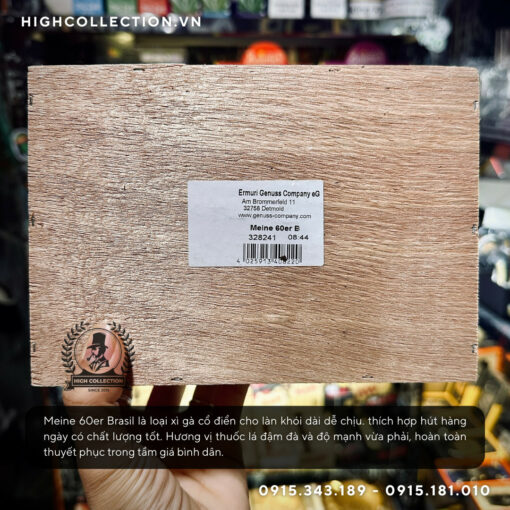 HIGHCOLLECTION.VN
Ermuri Genuss Company eG
Am Brommerfeld 11
32758 Detmold
www.genuss-company.com
Meine 60er B
328241 08:44
HIGH COLLECTION
SINCE 2015
Meine 60er Brasil là loại xì gà cổ điển cho làn khói dài dễ chịu. thích hợp hút hàng
ngày có chất lượng tốt. Hương vị thuốc lá đậm đà và độ mạnh vừa phải, hoàn toàn
thuyết phục trong tầm giá bình dân.
0915.343.189 - 0915.181.010